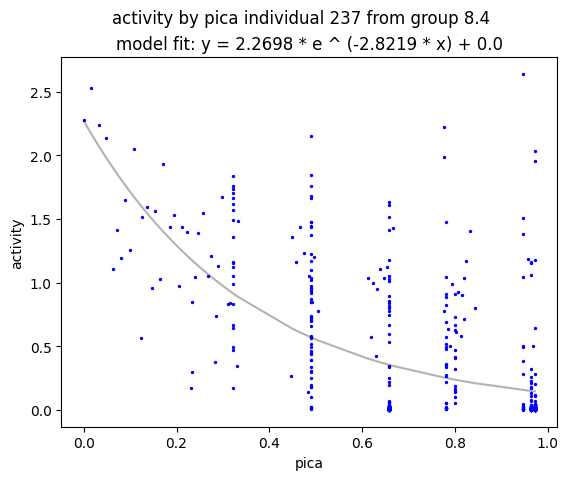 activity by pica individual 237 from group 8.4
model fit: y = 2.2698 * e ^ (-2.8219 * x) + 0.0
2.5
2.0
1.5
1.0
0.5
0.0
activity
0.0 0.2 0.4 0.6 0.8 1.0
pica